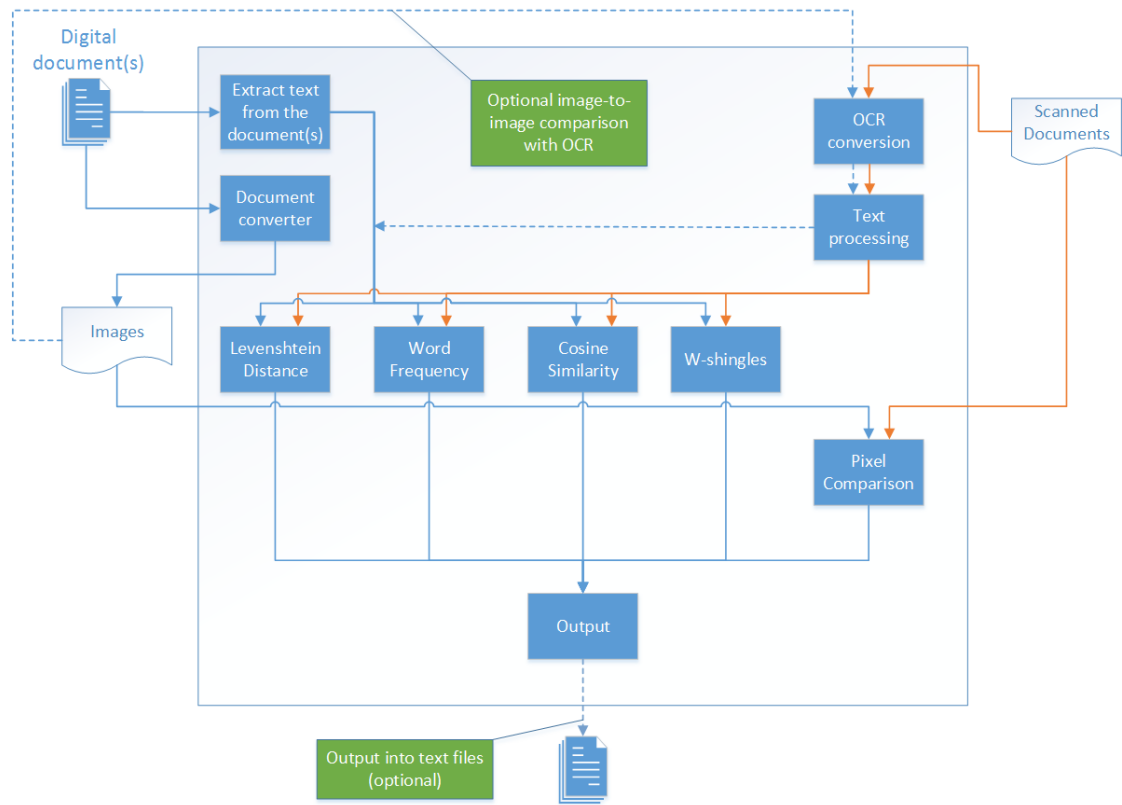 Digital
document(s)
Extract text
from the
document(s)
Optional image-to-
image comparison
with OCR
OCR
conversion
Scanned
Documents
Document
converter
Text
processing
Images
Levenshtein
Distance
Word
Frequency
Cosine
Similarity
W-shingles
Pixel
Comparison
Output
Output into text files
(optional)